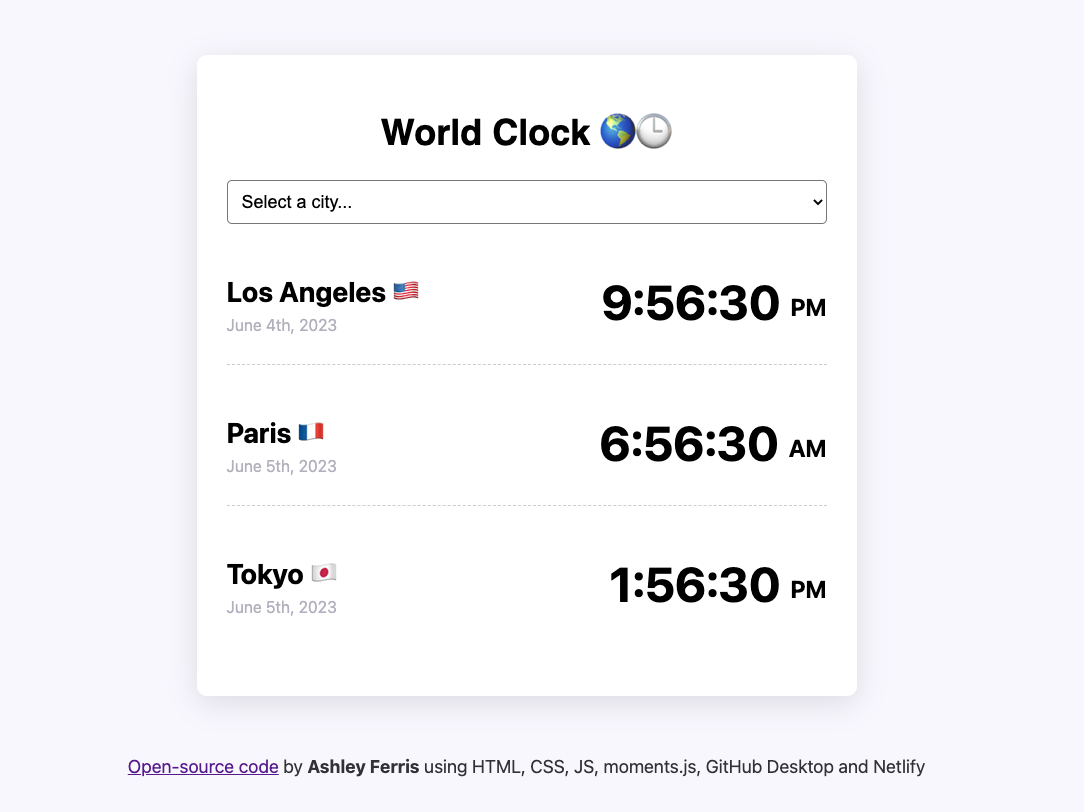 World Clock 🌎🕒
Select a city...
Los Angeles 🇺🇸
9:56:30 PM
June 4th, 2023
Paris 🇫🇷
6:56:30 AM
June 5th, 2023
Tokyo 🇯🇵
1:56:30 PM
June 5th, 2023
Open-source code by Ashley Ferris using HTML, CSS, JS, moments.js, GitHub Desktop and Netlify